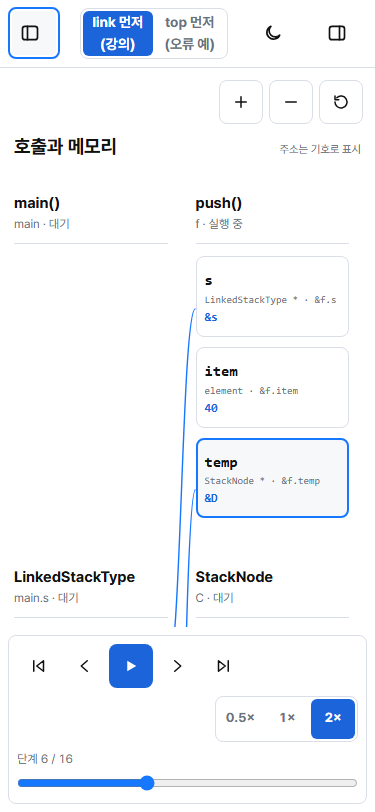 link 먼저 top 먼저
(강의) (오류 예)
호출과 메모리 주소는 기호로 표시
main() push()
main · 대기 f · 실행 중
s
LinkedStackType * · &f.s
&s
item
element · &f.item
40
temp
StackNode * · &f.temp
&D
LinkedStackType StackNode
main.s · 대기 C · 대기
0.5× 1× 2×
단계 6 / 16